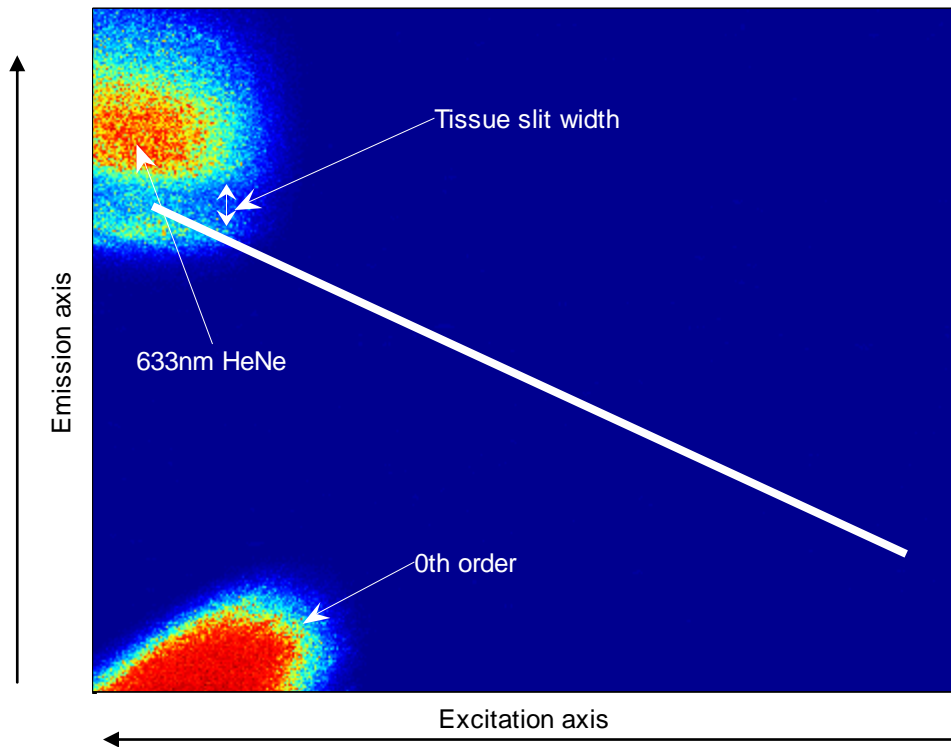 Tissue slit width
633nm HeNe
Emission axis
0th order
Excitation axis